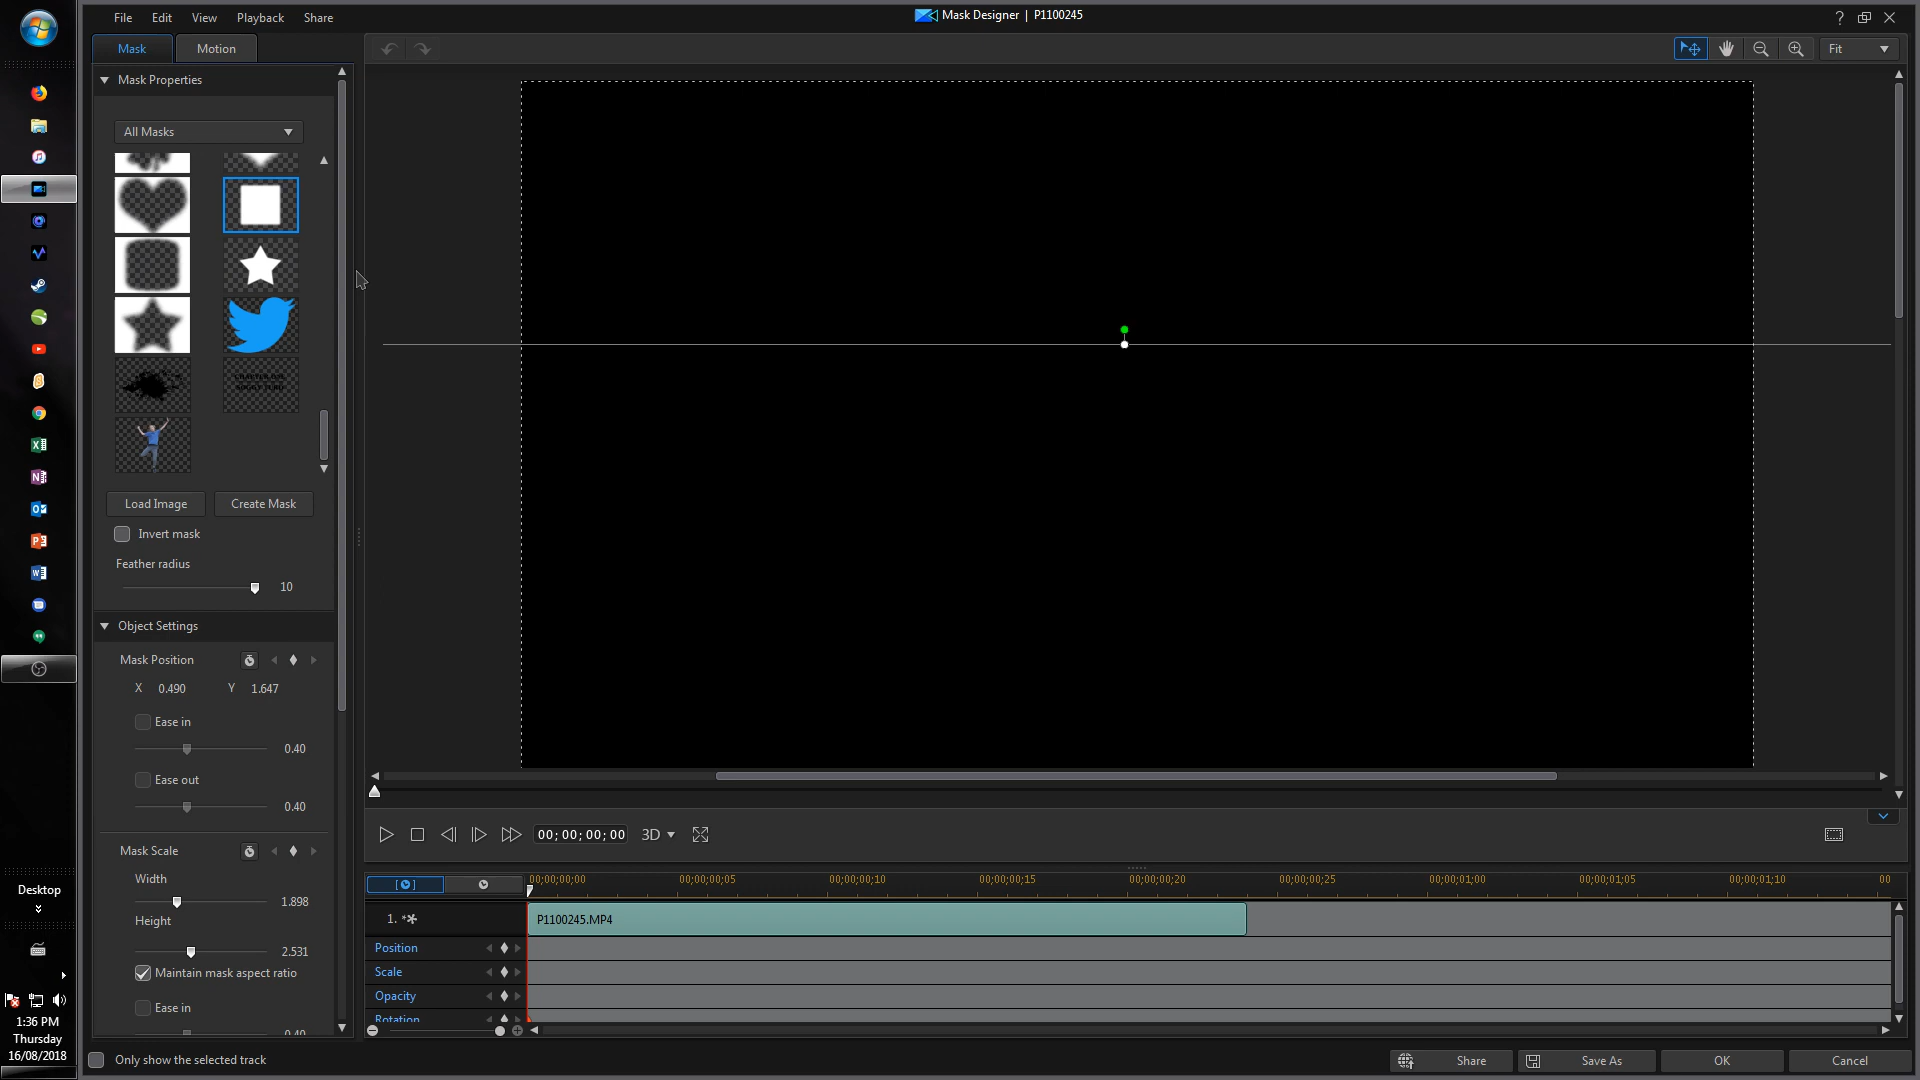 File Edit View Playback Share
Mask Designer | P1100245
?
Mask Motion
Fit
Mask Properties
All Masks
Load Image Create Mask
Invert mask
Feather radius
10
Object Settings
Mask Position
X 0.490 Y 1.647
Ease in
0.40
Ease out
0.40
Mask Scale
Width
1.898
Height
2.531
Maintain mask aspect ratio
Ease in
0.40
00; 00; 00; 00 3D
00;00;00;00 00;00;00;05 00;00;00;10 00;00;00;15 00;00;00;20 00;00;00;25 00;00;01;00 00;00;01;05 00;00;01;10 00
1. P1100245.MP4
Position
Scale
Opacity
Rotation
Only show the selected track
Share Save As OK Cancel
Desktop
1:36 PM
Thursday
16/08/2018